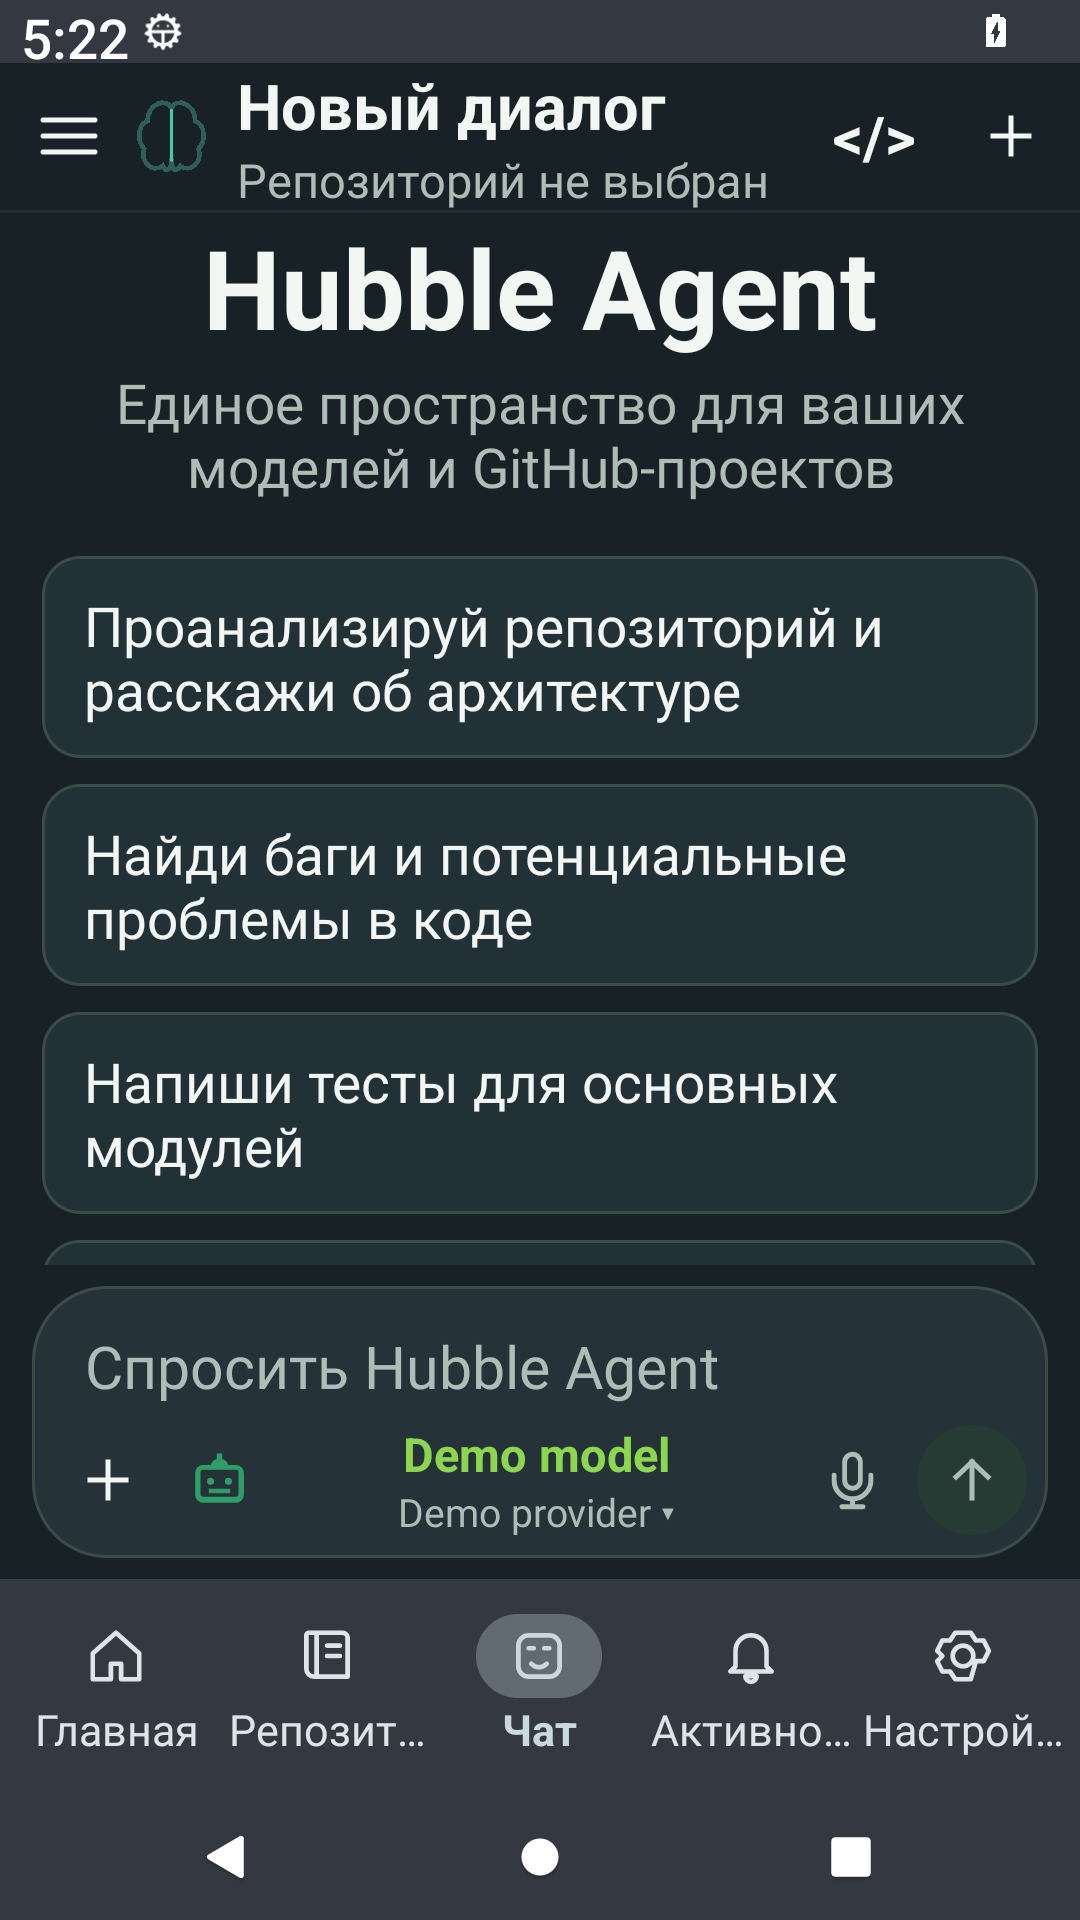 5:22
Новый диалог
Репозиторий не выбран
</>
Hubble Agent
Единое пространство для ваших
моделей и GitHub-проектов
Проанализируй репозиторий и
расскажи об архитектуре
Найди баги и потенциальные
проблемы в коде
Напиши тесты для основных
модулей
Спросить Hubble Agent
Demo model
Demo provider ▾
Главная
Репозит...
Чат
Активно...
Настрой...